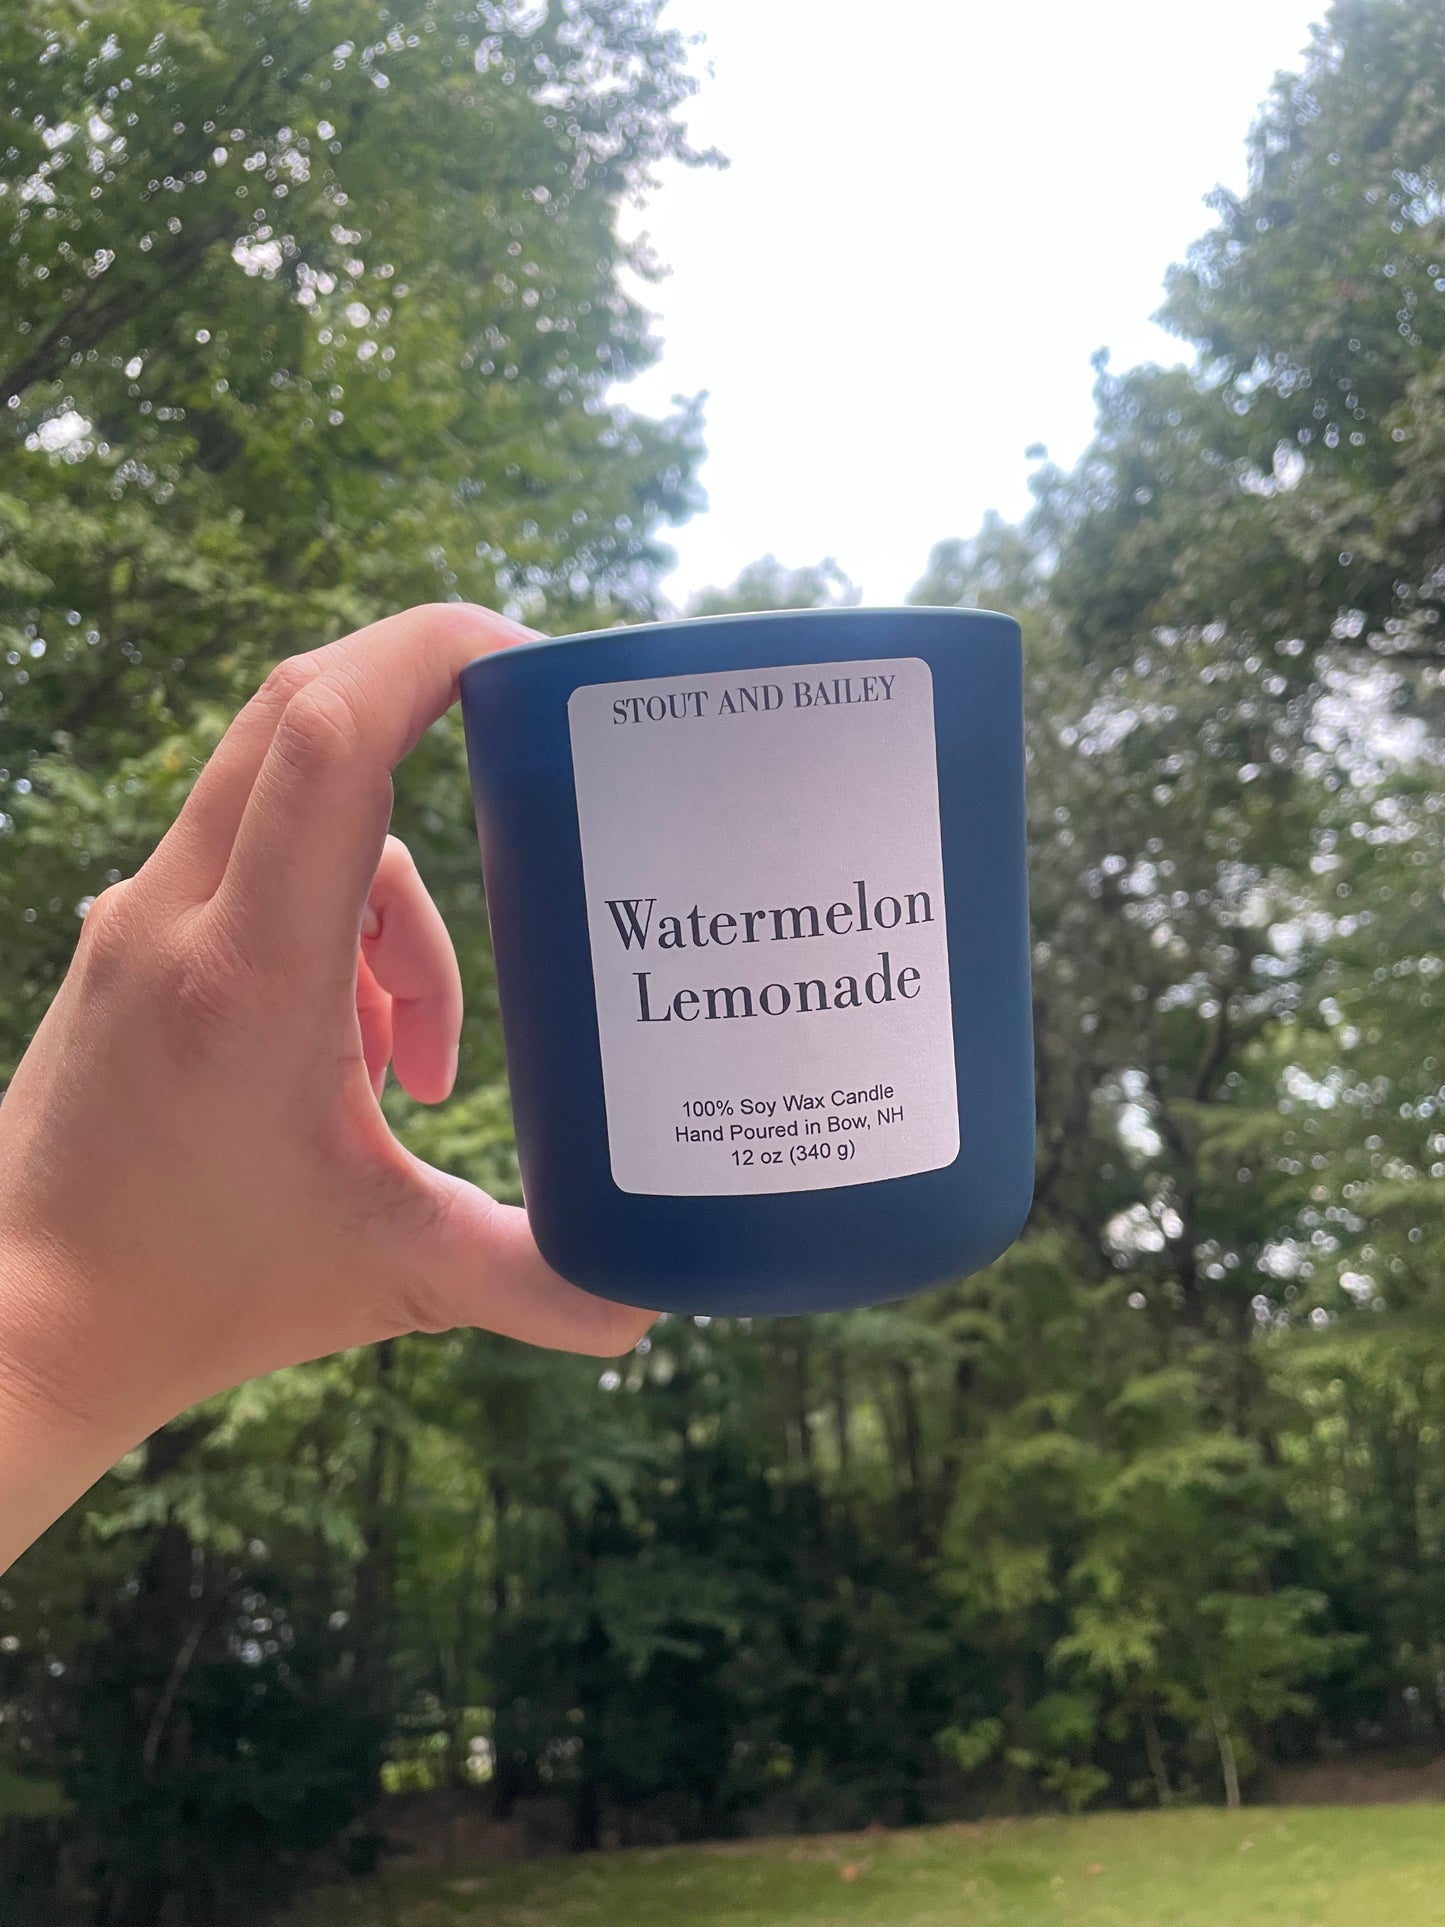 STOUT AND BAILEY
Watermelon
Lemonade
100% Soy Wax Candle
Hand Poured in Bow, NH
12 oz (340 g)